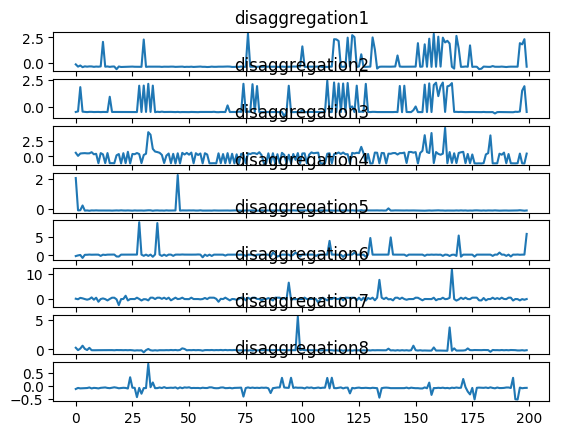 disaggregation1
2.5
0.0
disaggregation2
2.5
0.0
disaggregation3
2.5
0.0
disaggregation4
2
0
disaggregation5
5
0
disaggregation6
10
0
disaggregation7
5
0
disaggregation8
0.5
0.0
−0.5
0 25 50 75 100 125 150 175 200